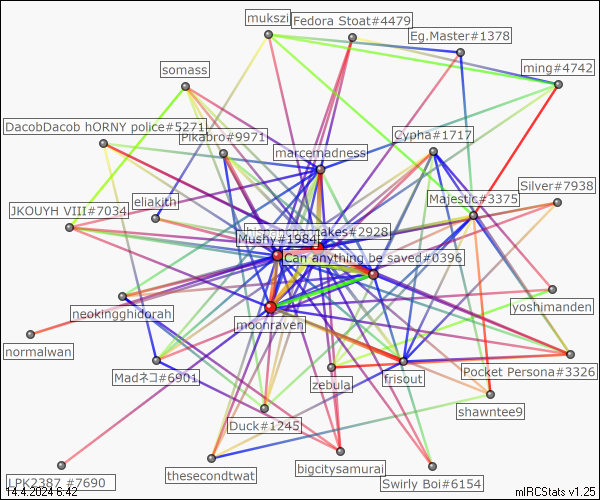 mukszi
Fedora Stoat#4479
Eg.Master#1378
ming#4742
somass
DacobDacob hORNY police#5271
Pikabro#9971
Cypha#1717
marcemadness
Silver#7938
Majestic#3375
eliakith
JKOUYH VIII#7034
akes#2928
Mushy#1984
Can anything be saved#0396
neokingghidorah
moonraven
yoshimanden
normalwan
Pocket Persona#3326
Madネコ#6901
zebula
frisout
shawntee9
Duck#1245
thesecondtwat
bigcitysamurai
LPK2387 #7690
Swirly Boi#6154
14.4.2024 6:42
mIRCStats v1.25